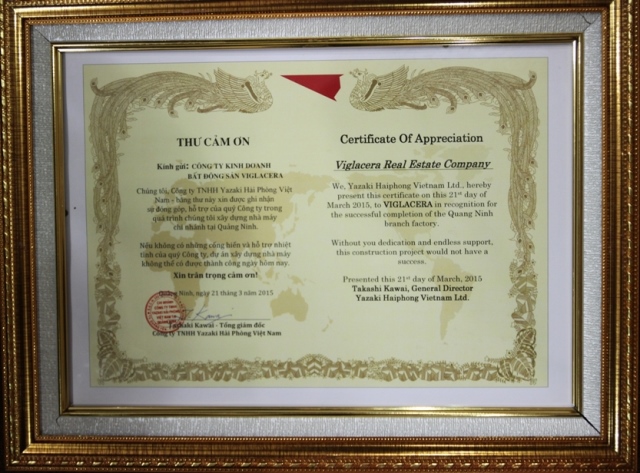 THƯ CẢM ƠN
Kính gửi: CÔNG TY KINH DOANH
BẤT ĐỘNG SẢN VIGLACERA
Chúng tôi, Công ty TNHH Yazaki Hải Phòng Việt
Nam - bằng thư này xin được ghi nhận
sự đóng góp, hỗ trợ của quý Công ty trong
quá trình chúng tôi xây dựng nhà máy
chi nhánh tại Quảng Ninh.
Nếu không có những cống hiến và hỗ trợ nhiệt
tình của quý Công ty, dự án xây dựng nhà máy
không thể có được thành công ngày hôm nay.
Xin trân trọng cảm ơn!
Quảng Ninh, ngày 21 tháng 3 năm 2015
Takashi Kawai - Tổng giám đốc
Công ty TNHH Yazaki Hải Phòng Việt Nam
Certificate Of Appreciation
Viglacera Real Estate Company
We, Yazaki Haiphong Vietnam Ltd., hereby
present this certificate on this 21st day of
March 2015, to VIGLACERA in recognition for
the successful completion of the Quang Ninh
branch factory.
Without you dedication and endless support,
this construction project would not have a
success.
Presented this 21st day of March, 2015
Takashi Kawai, General Director
Yazaki Haiphong Vietnam Ltd.